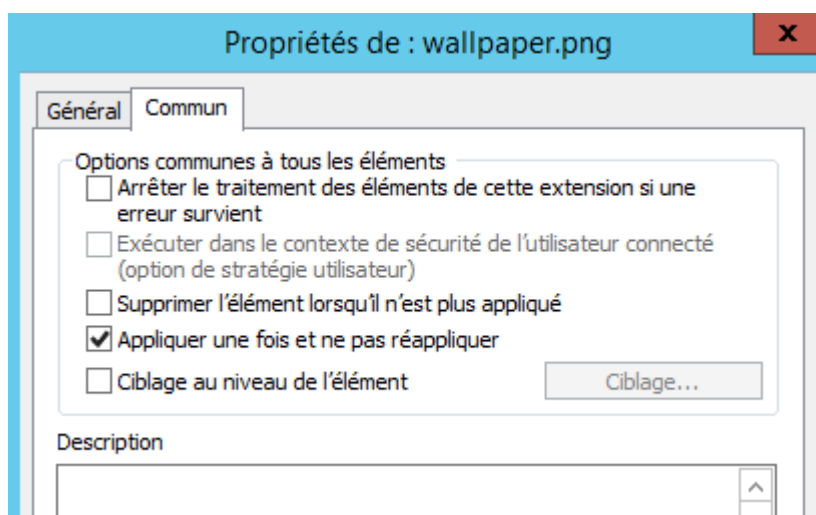 Propriétés de : wallpaper.png
x
Général Commun
Options communes à tous les éléments
Arrêter le traitement des éléments de cette extension si une
erreur survient
Exécuter dans le contexte de sécurité de l'utilisateur connecté
(option de stratégie utilisateur)
Supprimer l'élément lorsqu'il n'est plus appliqué
Appliquer une fois et ne pas réappliquer
Ciblage au niveau de l'élément Ciblage...
Description